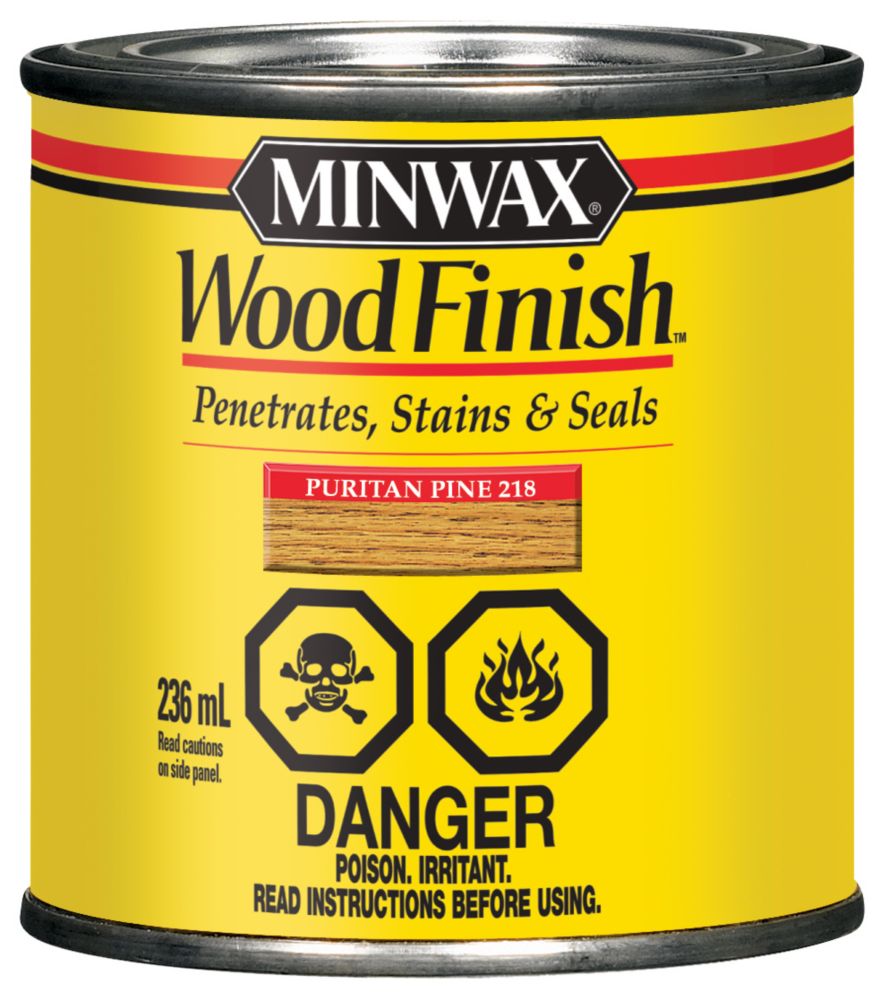 MINWAX®
Wood Finish™
Penetrates, Stains & Seals
PURITAN PINE 218
236 mL
Read cautions
on side panel.
DANGER
POISON. IRRITANT.
READ INSTRUCTIONS BEFORE USING.